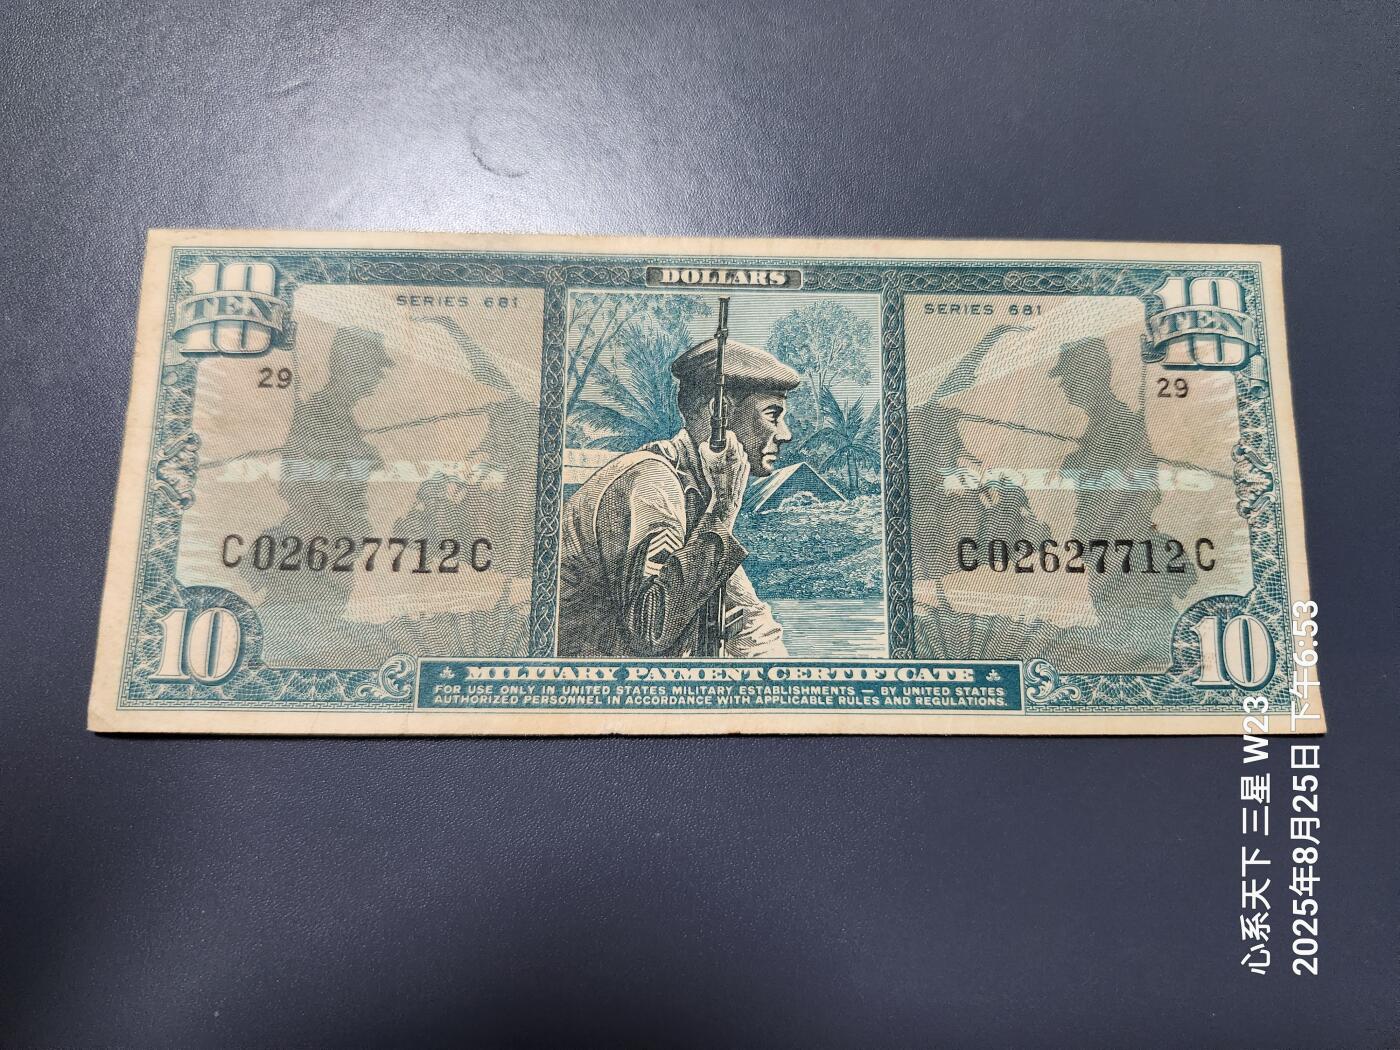 10
TEN
DOLLARS
10
TEN
SERIES 681
SERIES 681
29
29
DOLLARS
DOLLARS
C02627712C
C02627712C
10
10
MILITARY PAYMENT CERTIFICATE
FOR USE ONLY IN UNITED STATES MILITARY ESTABLISHMENTS — BY UNITED STATES
AUTHORIZED PERSONNEL IN ACCORDANCE WITH APPLICABLE RULES AND REGULATIONS.
心系天下 三星 W23
2025年8月25日 下午6:53